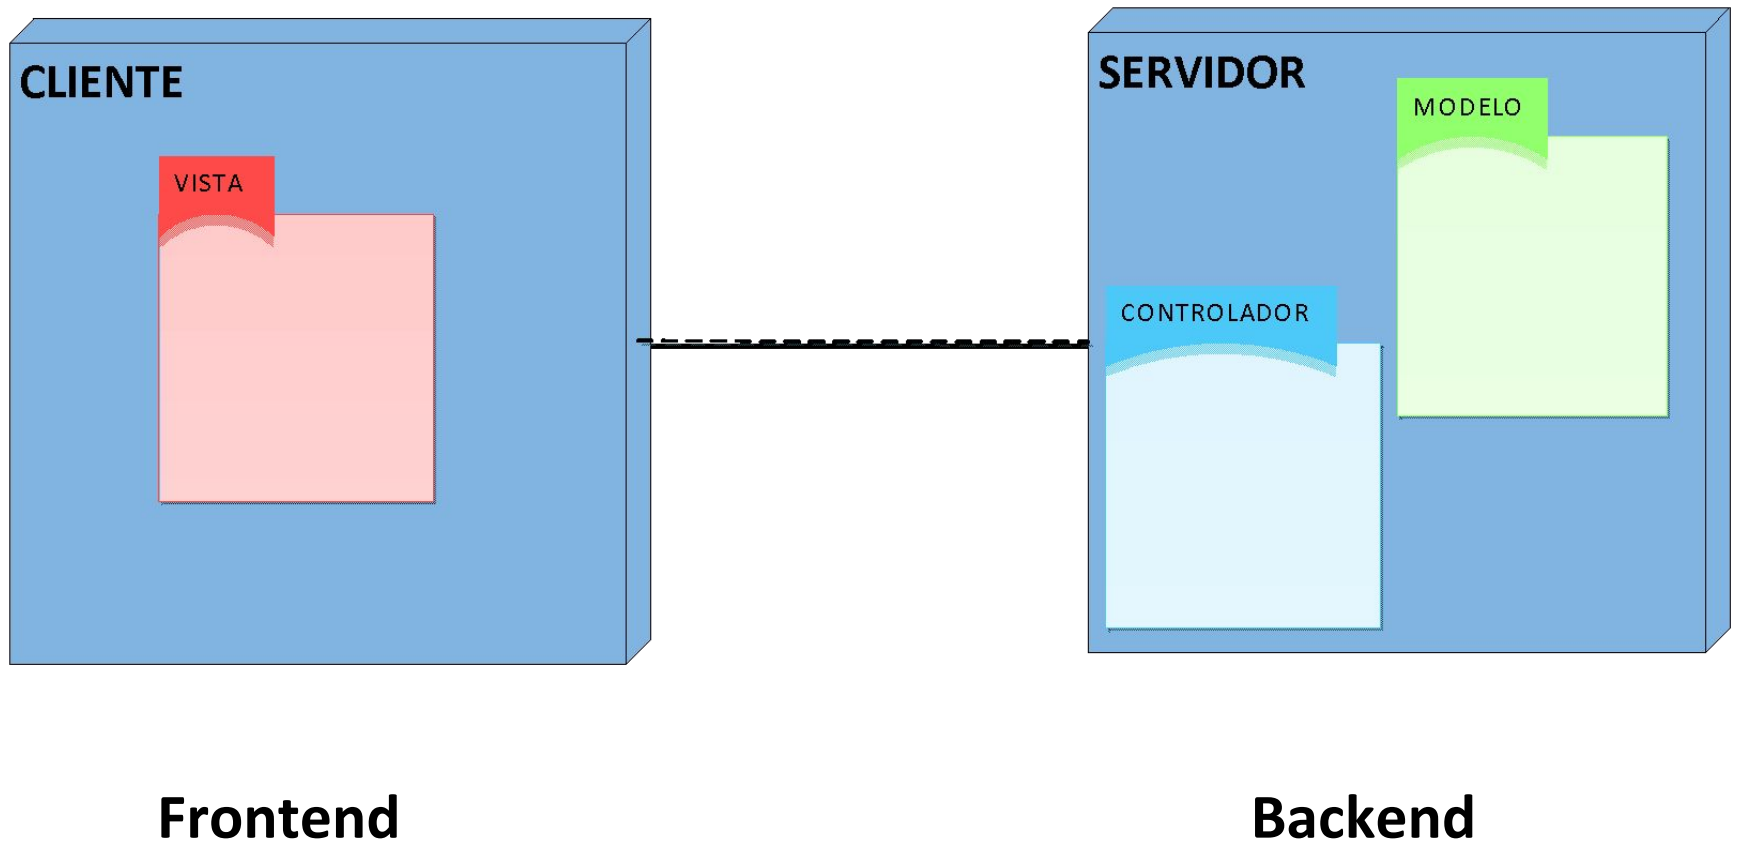 CLIENTE
VISTA
SERVIDOR
MODELO
CONTROLADOR
Frontend
Backend